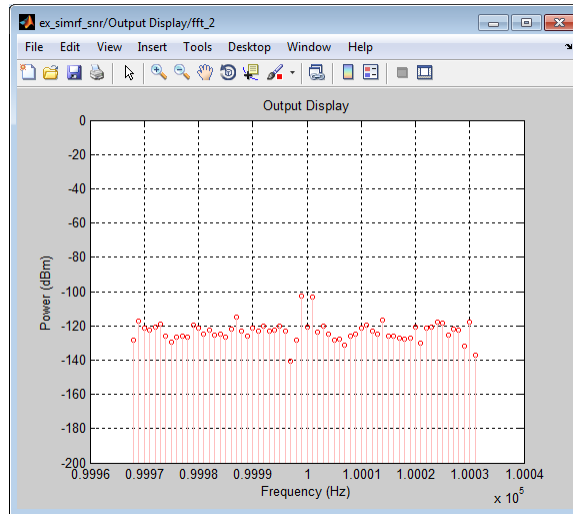 ex_simrf_snr/Output Display/fft_2
File Edit View Insert Tools Desktop Window Help
Output Display
0
-20
-40
-60
-80
-100
-120
-140
-160
-180
-200
Power (dBm)
0.9996 0.9997 0.9998 0.9999 1 1.0001 1.0002 1.0003 1.0004
Frequency (Hz)
x 10^5